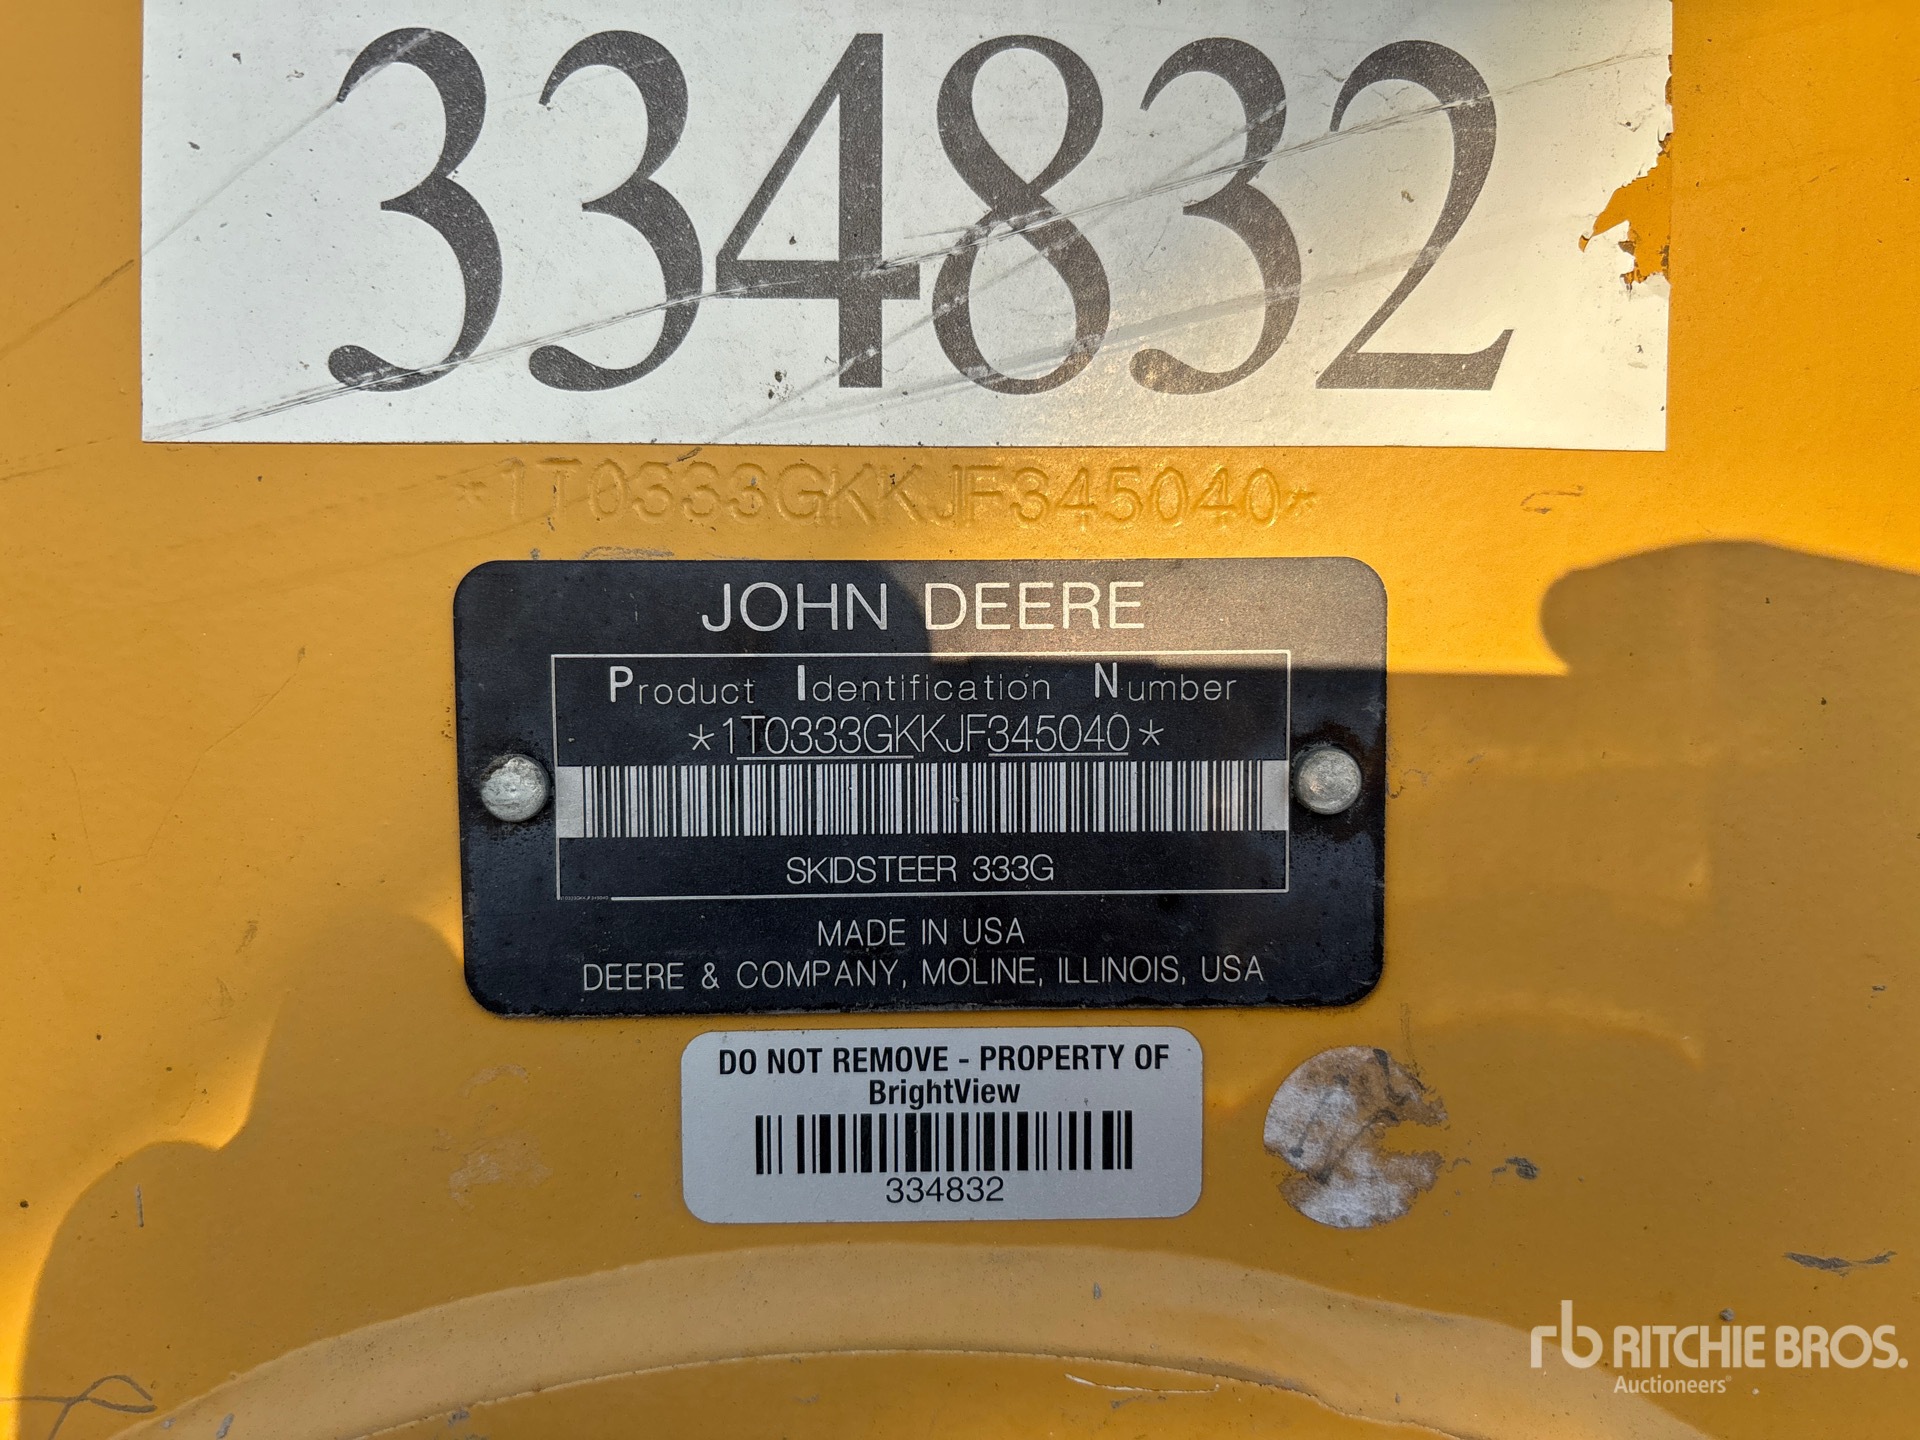 334832
*1T0333GKKJF345040*
JOHN DEERE
Product Identification Number
*1T0333GKKJF345040*
SKIDSTEER 333G
MADE IN USA
DEERE & COMPANY, MOLINE, ILLINOIS, USA
DO NOT REMOVE - PROPERTY OF
BrightView
334832
rb RITCHIE BROS.
Auctioneers